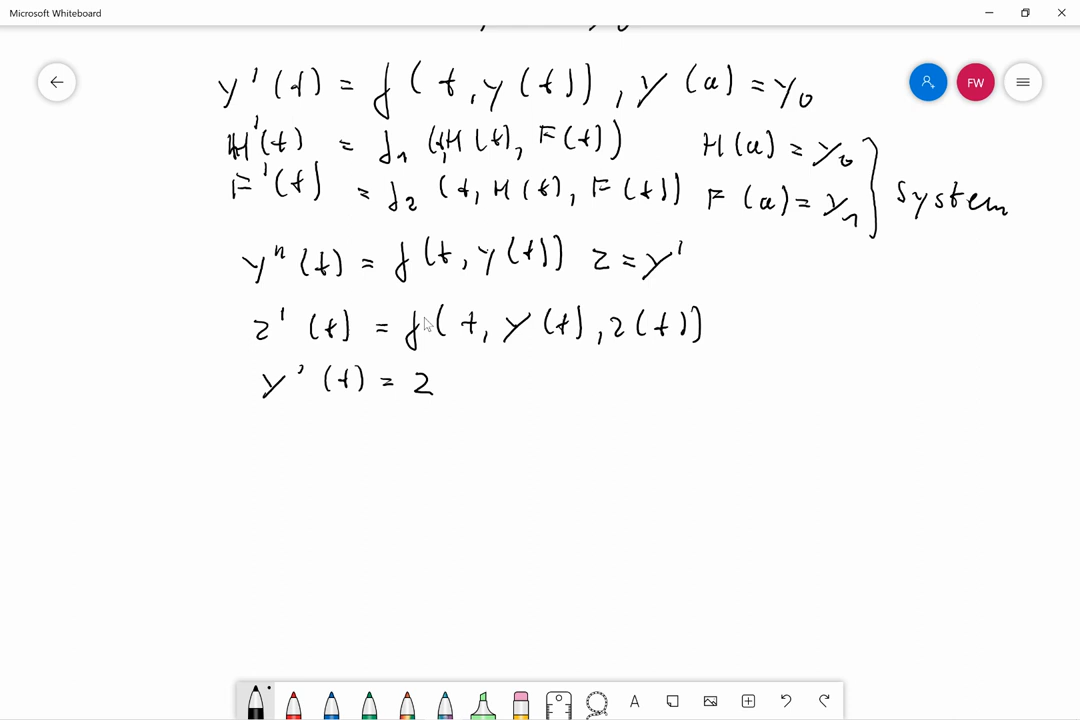 Microsoft Whiteboard
FW
y'(t) = f(t, y(t)), y(a) = y₀
H'(t) = f₁(t, H(t), F(t)) H(a) = y₀
F'(t) = f₂(t, H(t), F(t)) F(a) = y₁
System
y''(t) = f(t, y(t)) z = y'
z'(t) = f(t, y(t), z(t))
y'(t) = z
A